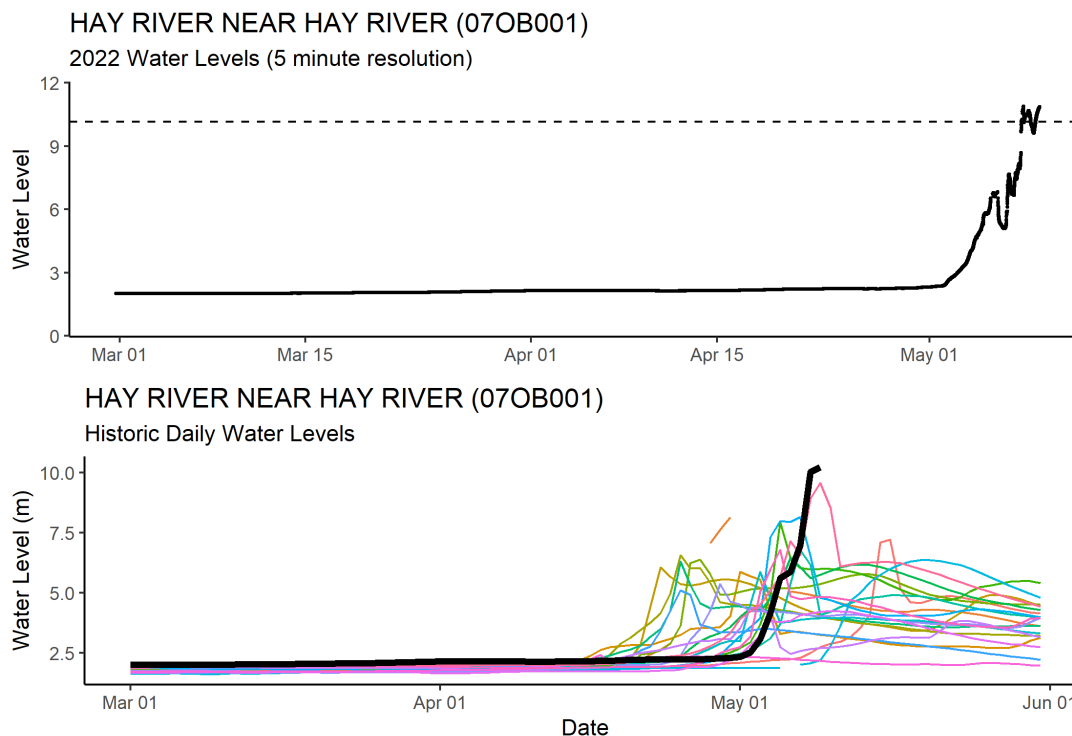 HAY RIVER NEAR HAY RIVER (07OB001)
2022 Water Levels (5 minute resolution)
Water Level
12
9
6
3
0
Mar 01 Mar 15 Apr 01 Apr 15 May 01
HAY RIVER NEAR HAY RIVER (07OB001)
Historic Daily Water Levels
Water Level (m)
10.0
7.5
5.0
2.5
Mar 01 Apr 01 May 01 Jun 01
Date